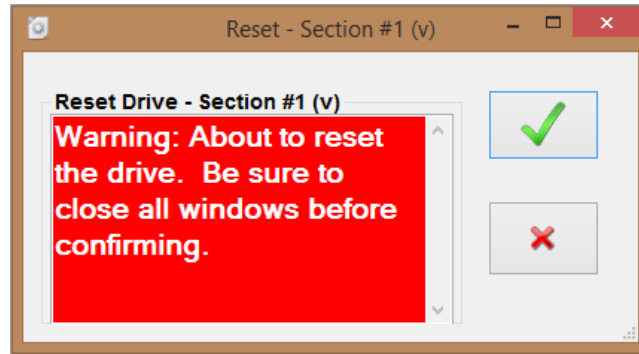 Reset - Section #1 (v)
Reset Drive - Section #1 (v)
Warning: About to reset
the drive.  Be sure to
close all windows before
confirming.